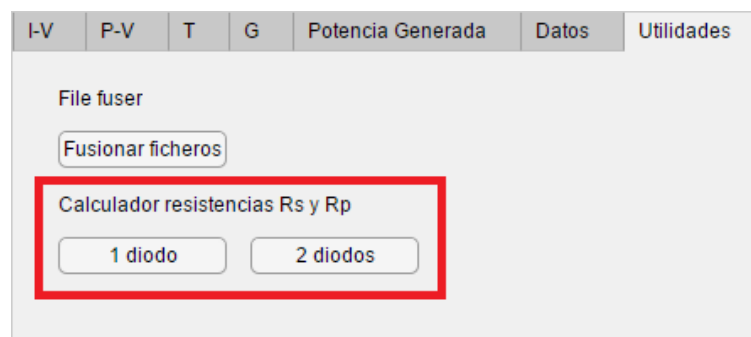 I-V P-V T G Potencia Generada Datos Utilidades
File fuser
Fusionar ficheros
Calculador resistencias Rs y Rp
1 diodo 2 diodos